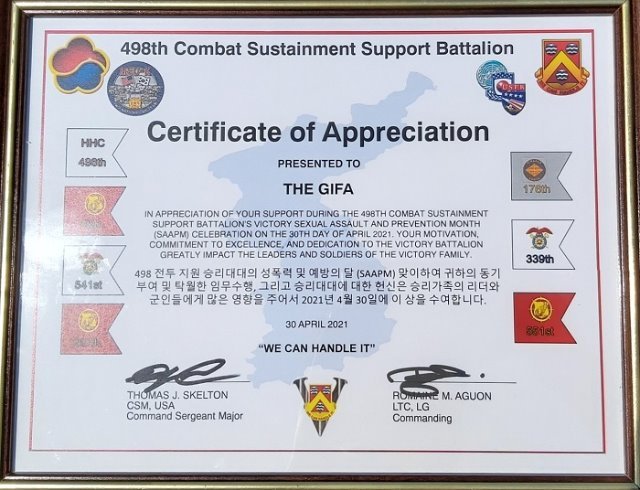 498th Combat Sustainment Support Battalion
Certificate of Appreciation
PRESENTED TO
THE GIFA
IN APPRECIATION OF YOUR SUPPORT DURING THE 498TH COMBAT SUSTAINMENT
SUPPORT BATTALION'S VICTORY SEXUAL ASSAULT AND PREVENTION MONTH
(SAAPM) CELEBRATION ON THE 30TH DAY OF APRIL 2021. YOUR MOTIVATION,
COMMITMENT TO EXCELLENCE, AND DEDICATION TO THE VICTORY BATTALION
GREATLY IMPACT THE LEADERS AND SOLDIERS OF THE VICTORY FAMILY.
498 전투 지원 승리대대의 성폭력 및 예방의 달 (SAAPM) 맞이하여 귀하의 동기
부여 및 탁월한 임무수행, 그리고 승리대대에 대한 헌신은 승리가족의 리더와
군인들에게 많은 영향을 주어서 2021년 4월 30일에 이 상을 수여합니다.
30 APRIL 2021
"WE CAN HANDLE IT"
THOMAS J. SKELTON
CSM, USA
Command Sergeant Major
ROMAINE M. AGUON
LTC, LG
Commanding
HHC
498th
541st
176th
339th
551st